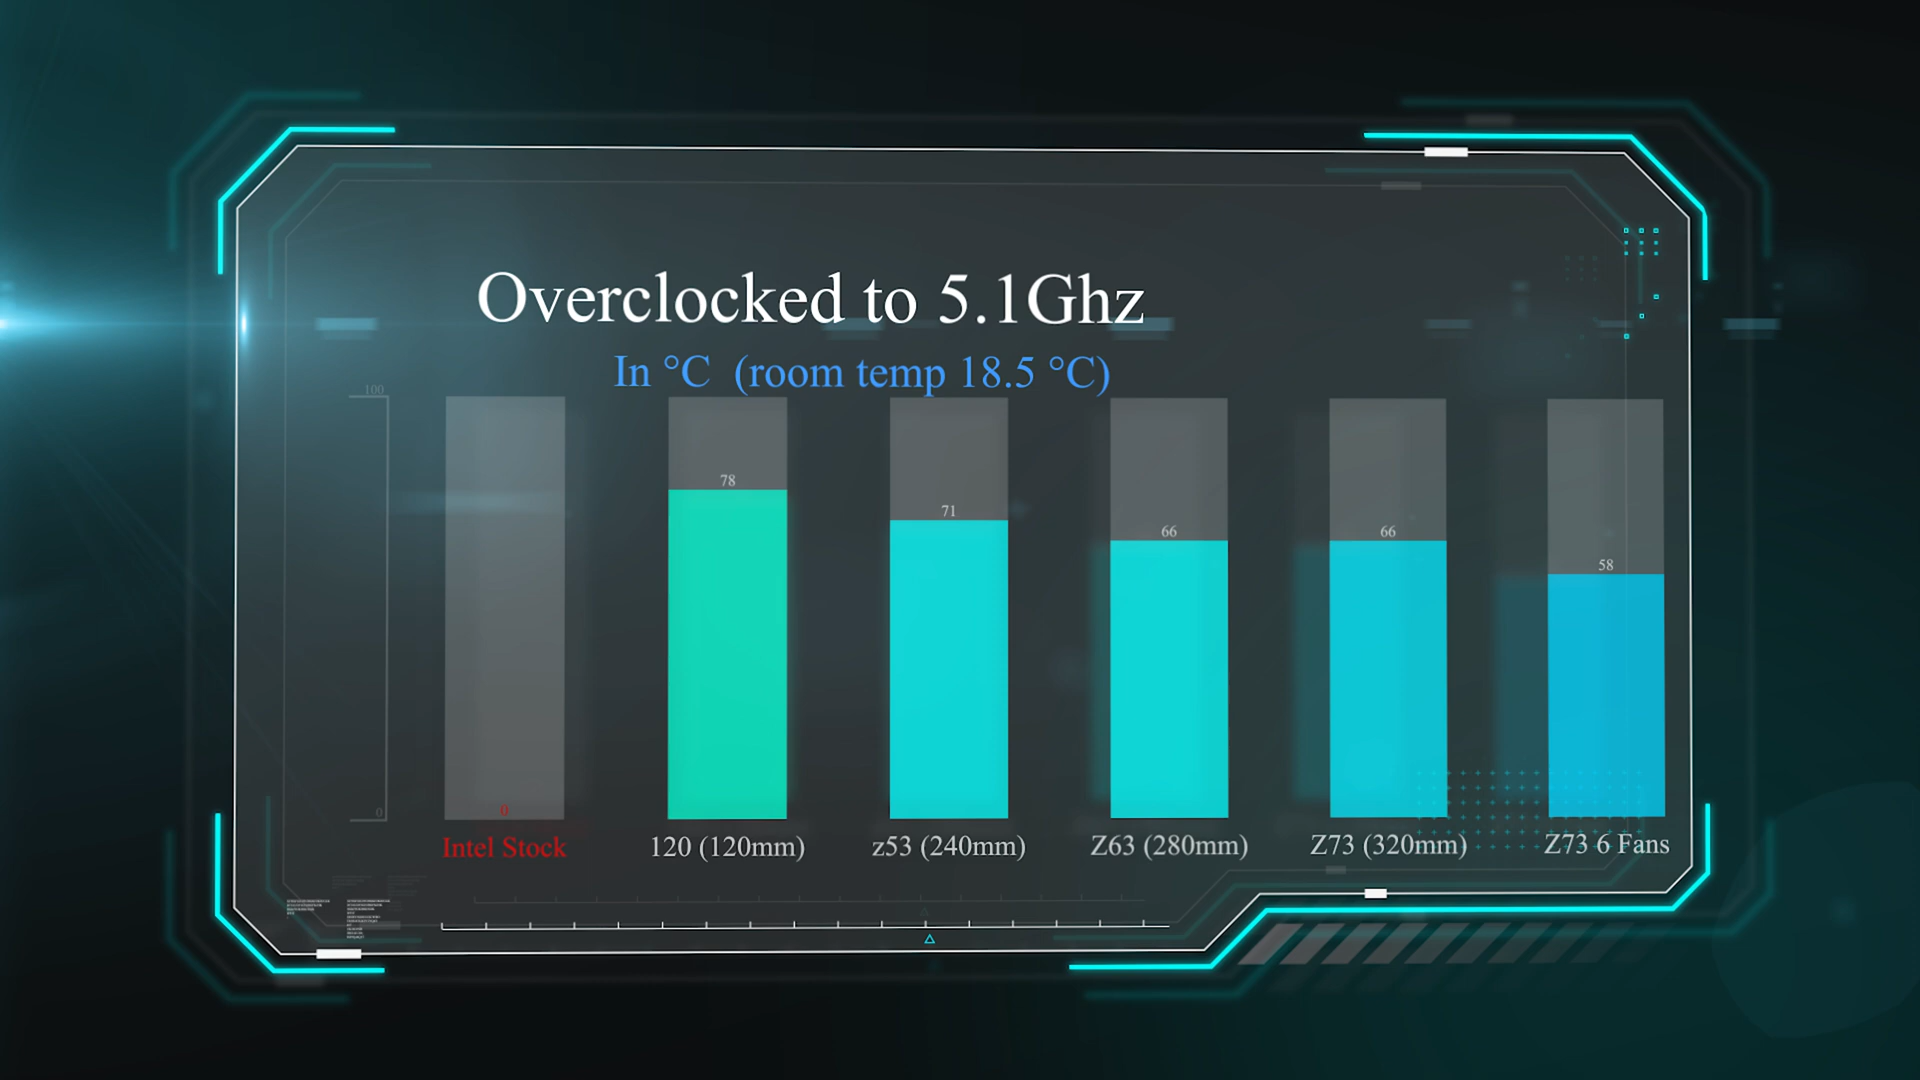 Overclocked to 5.1Ghz
In °C (room temp 18.5 °C)
100
78
71
66
66
58
0
0
Intel Stock
120 (120mm)
z53 (240mm)
Z63 (280mm)
Z73 (320mm)
Z73 6 Fans